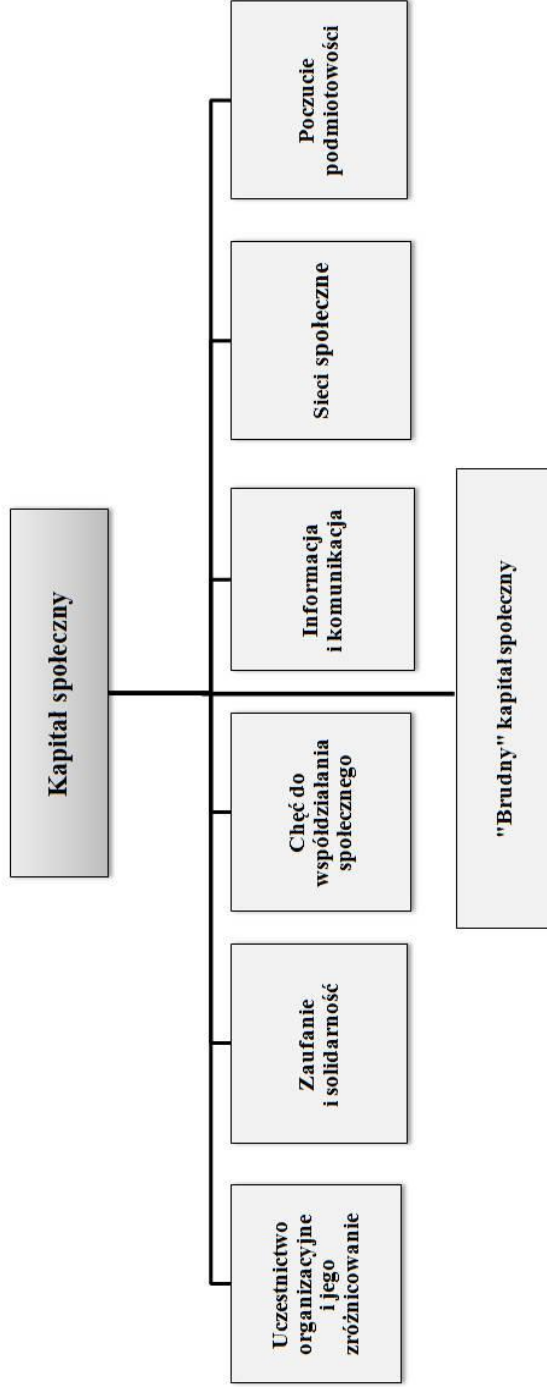 Kapitał społeczny
Uczestnictwo
organizacyjne
i jego
zróżnicowanie
Zaufanie
i solidarność
Chęć do
współdziałania
społecznego
Informacja
i komunikacja
Sieci społeczne
Poczucie
podmiotowości
"Brudny" kapitał społeczny